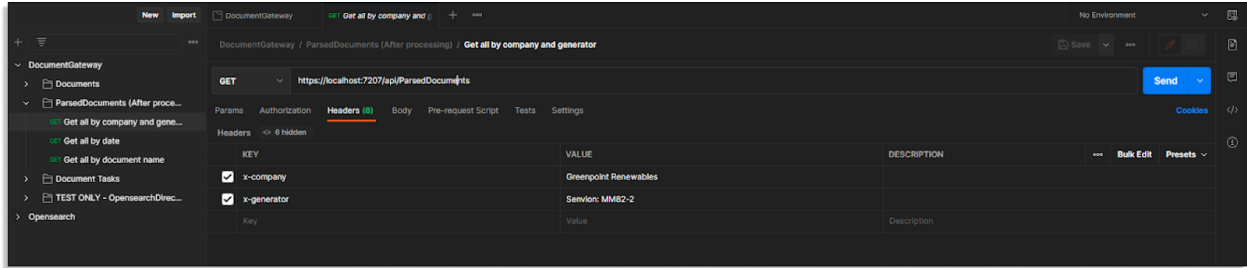 New Import DocumentGateway GET Get all by company and g No Environment
DocumentGateway / ParsedDocuments (After processing) / Get all by company and generator Save
DocumentGateway
GET https://localhost:7207/api/ParsedDocuments Send
Documents
ParsedDocuments (After proce...
Params Authorization Headers (8) Body Pre-request Script Tests Settings Cookies
GET Get all by company and gene...
Headers 6 hidden
GET Get all by date
KEY VALUE DESCRIPTION Bulk Edit Presets
GET Get all by document name
x-company Greenpoint Renewables
Document Tasks
TEST ONLY - OpensearchDirec...
x-generator Senvion: MM82-2
Opensearch
Key Value Description